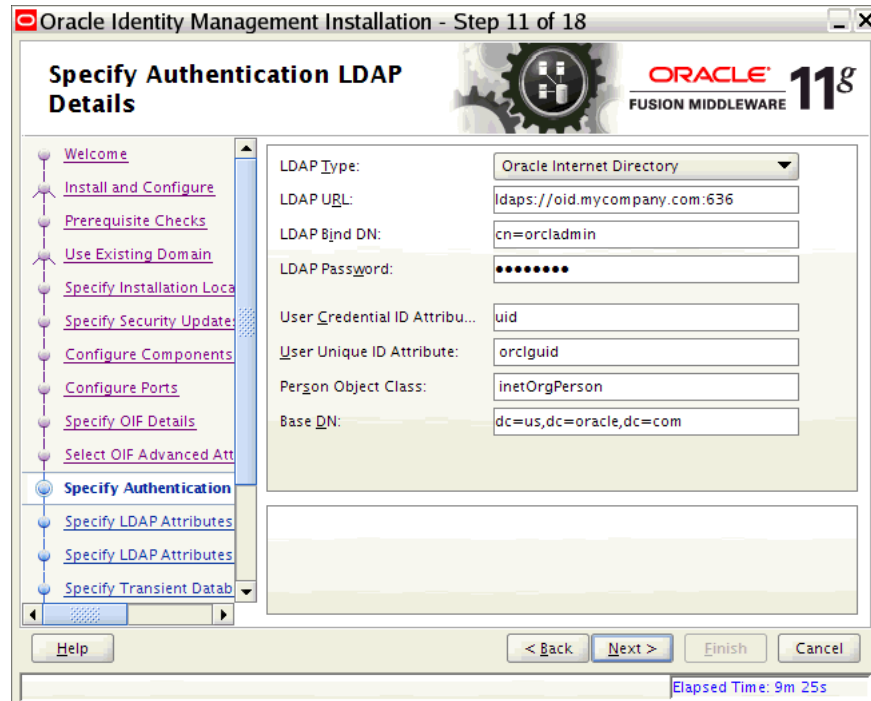 Oracle Identity Management Installation - Step 11 of 18
Specify Authentication LDAP
Details
ORACLE
FUSION MIDDLEWARE
11g
Welcome
Install and Configure
Prerequisite Checks
Use Existing Domain
Specify Installation Loca
Specify Security Updates
Configure Components
Configure Ports
Specify OIF Details
Select OIF Advanced Att
Specify Authentication
Specify LDAP Attributes
Specify LDAP Attributes
Specify Transient Datab
LDAP Type: Oracle Internet Directory
LDAP URL: ldaps://oid.mycompany.com:636
LDAP Bind DN: cn=orcladmin
LDAP Password: ••••••••
User Credential ID Attribu... uid
User Unique ID Attribute: orclguid
Person Object Class: inetOrgPerson
Base DN: dc=us,dc=oracle,dc=com
Help
< Back
Next >
Finish
Cancel
Elapsed Time: 9m 25s